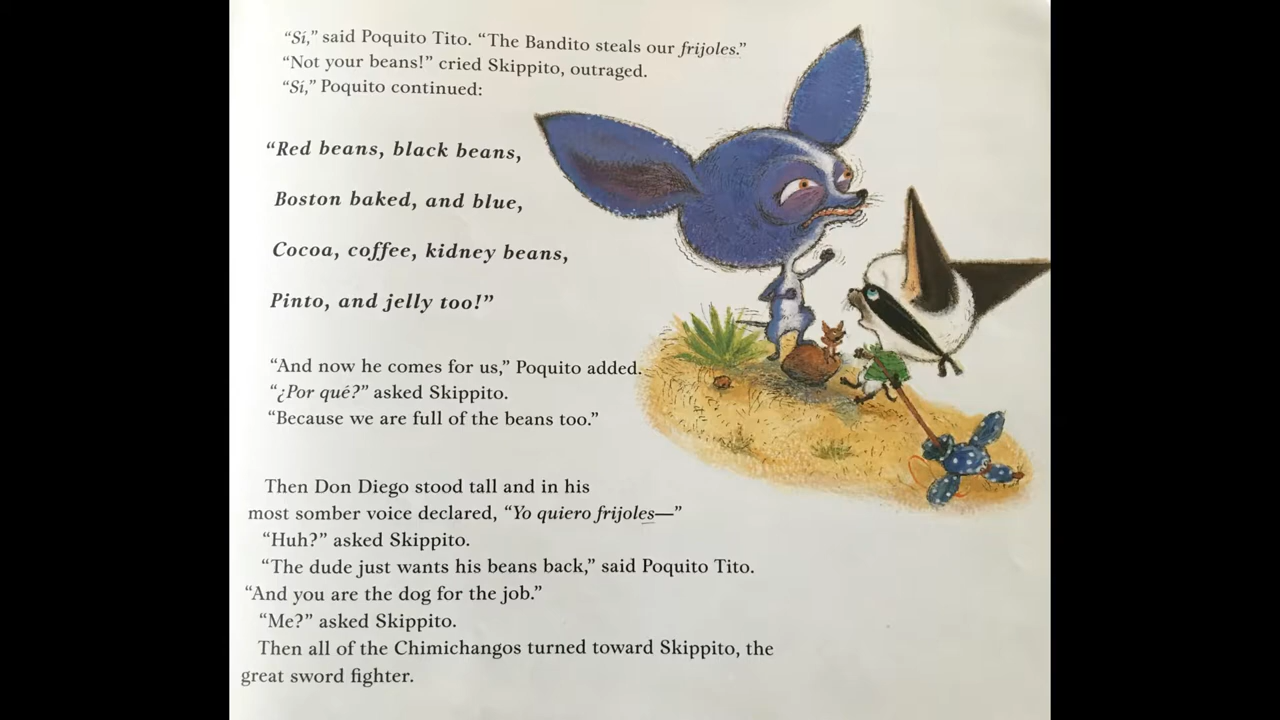 “Sí,” said Poquito Tito. “The Bandito steals our frijoles.”
“Not your beans!” cried Skippito, outraged.
“Sí,” Poquito continued:
“Red beans, black beans,
Boston baked, and blue,
Cocoa, coffee, kidney beans,
Pinto, and jelly too!”
“And now he comes for us,” Poquito added.
“¿Por qué?” asked Skippito.
“Because we are full of the beans too.”
Then Don Diego stood tall and in his
most somber voice declared, “Yo quiero frijoles—”
“Huh?” asked Skippito.
“The dude just wants his beans back,” said Poquito Tito.
“And you are the dog for the job.”
“Me?” asked Skippito.
Then all of the Chimichangos turned toward Skippito, the
great sword fighter.